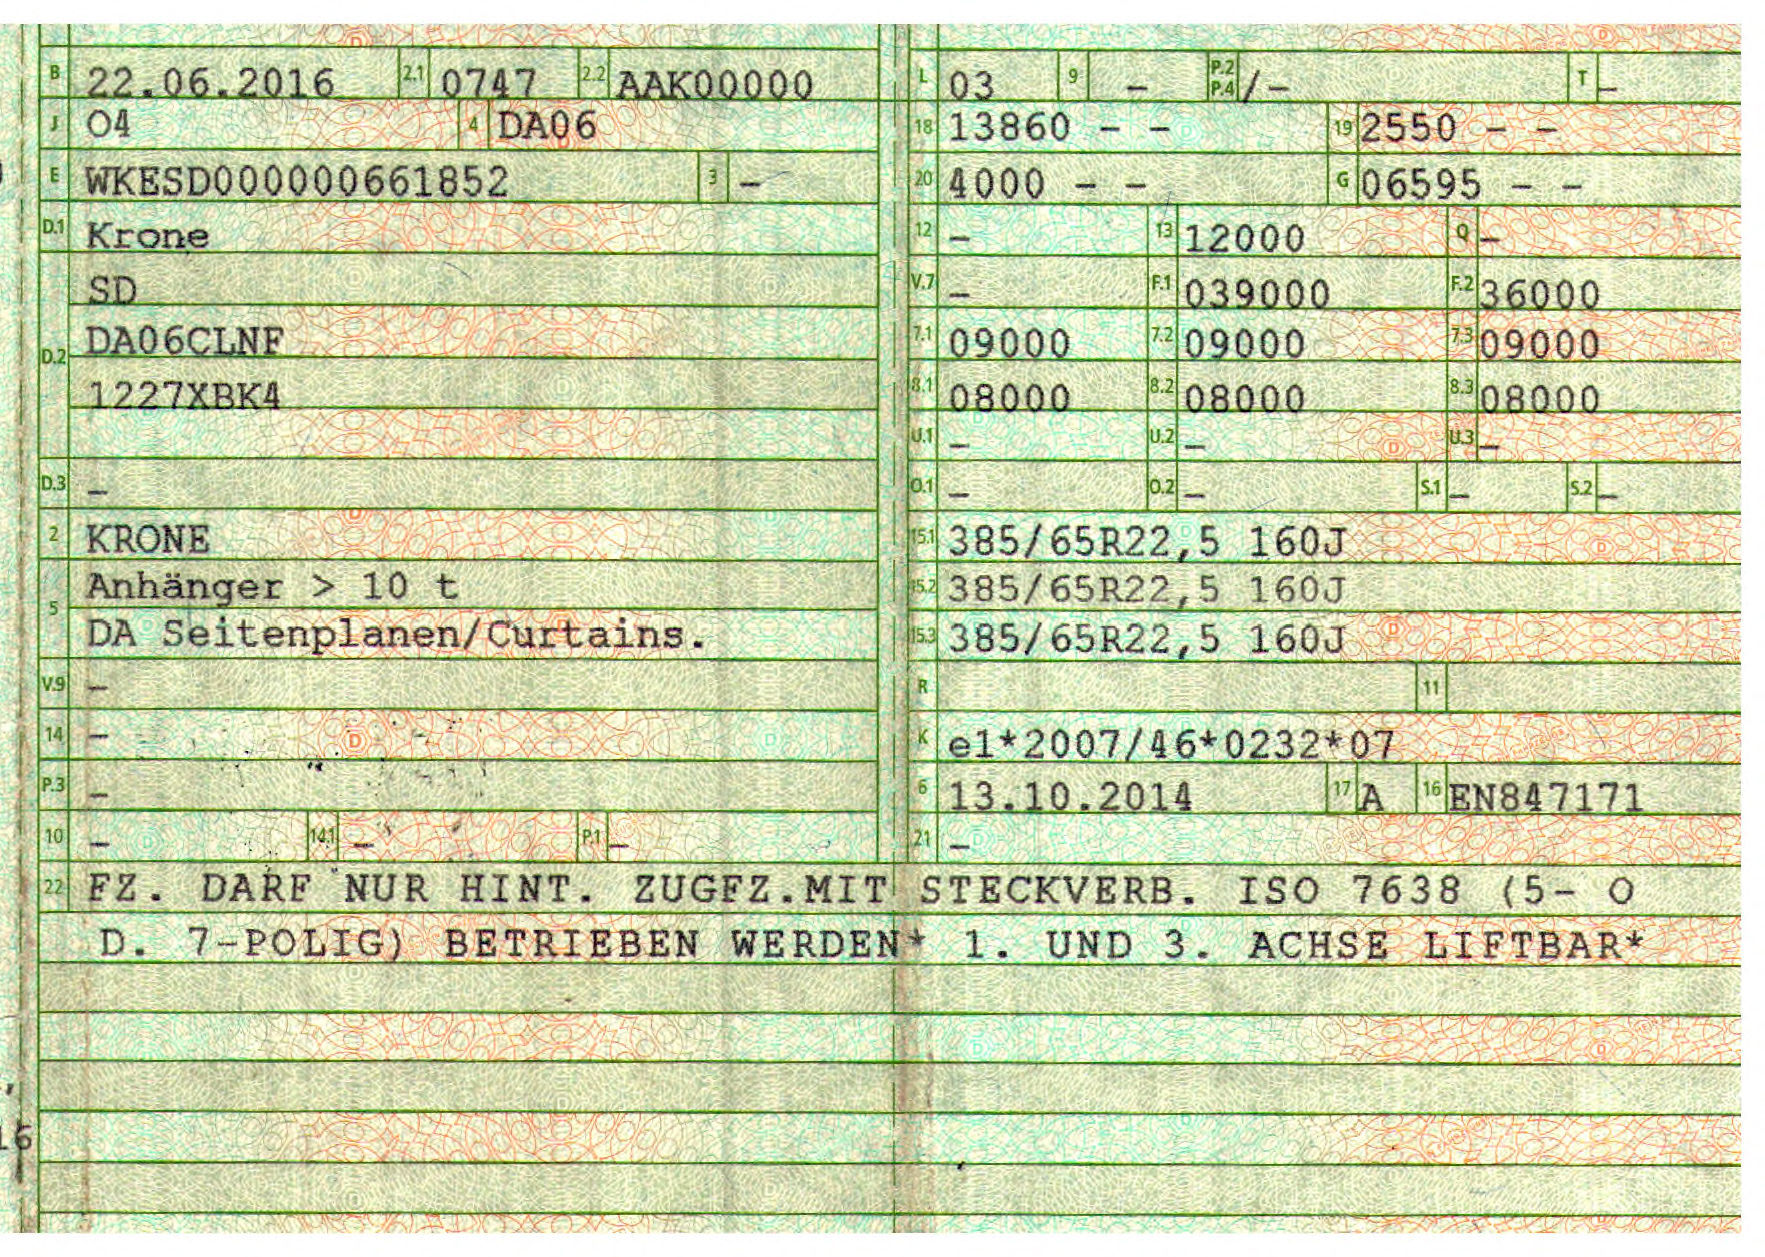 B 22.06.2016 2.1 0747 2.2 AAK00000
J O4 4 DA06
E WKESD000000661852 3 –
D.1 Krone
SD
D.2 DA06CLNF
1227XBK4
D.3 –
2 KRONE
Anhänger > 10 t
5 DA Seitenplanen/Curtains.
V.9 –
14 –
P.3 –
10 – 14.1 – P.1 –
L 03 9 – P.2 P.4 /– T –
18 13860 – – 19 2550 – –
20 4000 – – G 06595 – –
12 – 13 12000 Q –
V.7 – F.1 039000 F.2 36000
7.1 09000 7.2 09000 7.3 09000
8.1 08000 8.2 08000 8.3 08000
U.1 – U.2 – U.3 –
O.1 – O.2 – S.1 – S.2 –
15.1 385/65R22,5 160J
15.2 385/65R22,5 160J
15.3 385/65R22,5 160J
R 11
K e1*2007/46*0232*07
6 13.10.2014 17 A 16 EN847171
21 –
22 FZ. DARF NUR HINT. ZUGFZ.MIT STECKVERB. ISO 7638 (5- O
D. 7-POLIG) BETRIEBEN WERDEN* 1. UND 3. ACHSE LIFTBAR*
16